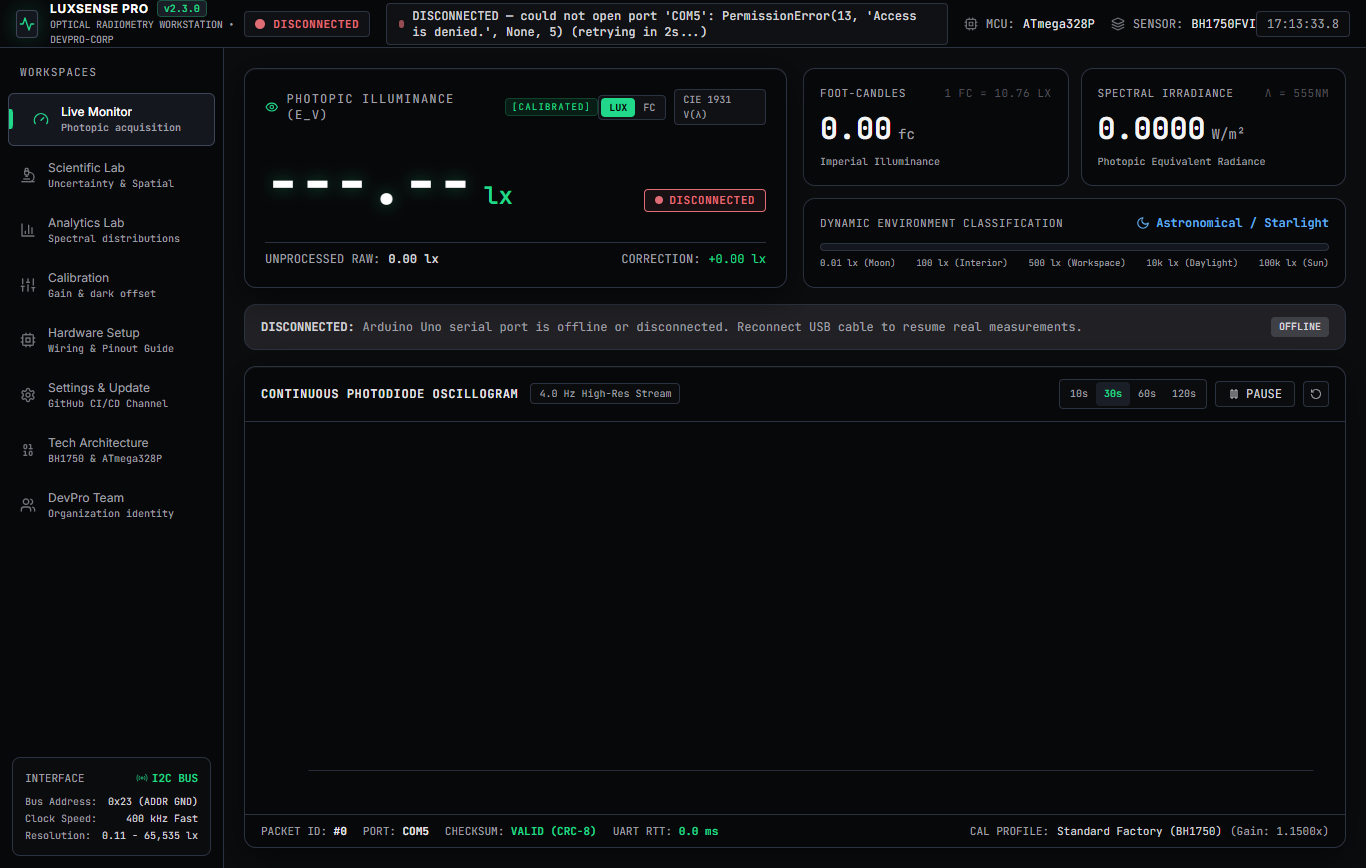 LUXSENSE PRO v2.3.0
OPTICAL RADIOMETRY WORKSTATION •
DEVPRO-CORP
DISCONNECTED
DISCONNECTED — could not open port 'COM5': PermissionError(13, 'Access
is denied.', None, 5) (retrying in 2s...)
MCU: ATmega328P
SENSOR: BH1750FVI
17:13:33.8
WORKSPACES
Live Monitor
Photopic acquisition
Scientific Lab
Uncertainty & Spatial
Analytics Lab
Spectral distributions
Calibration
Gain & dark offset
Hardware Setup
Wiring & Pinout Guide
Settings & Update
GitHub CI/CD Channel
Tech Architecture
BH1750 & ATmega328P
DevPro Team
Organization identity
INTERFACE I2C BUS
Bus Address: 0x23 (ADDR GND)
Clock Speed: 400 kHz Fast
Resolution: 0.11 - 65,535 lx
PHOTOPIC ILLUMINANCE
(E_V)
[CALIBRATED]
LUX FC
CIE 1931
V(λ)
---.-- lx
DISCONNECTED
UNPROCESSED RAW: 0.00 lx
CORRECTION: +0.00 lx
FOOT-CANDLES 1 FC = 10.76 LX
0.00 fc
Imperial Illuminance
SPECTRAL IRRADIANCE Λ = 555NM
0.0000 W/m²
Photopic Equivalent Radiance
DYNAMIC ENVIRONMENT CLASSIFICATION Astronomical / Starlight
0.01 lx (Moon) 100 lx (Interior) 500 lx (Workspace) 10k lx (Daylight) 100k lx (Sun)
DISCONNECTED: Arduino Uno serial port is offline or disconnected. Reconnect USB cable to resume real measurements. OFFLINE
CONTINUOUS PHOTODIODE OSCILLOGRAM 4.0 Hz High-Res Stream 10s 30s 60s 120s PAUSE
PACKET ID: #0 PORT: COM5 CHECKSUM: VALID (CRC-8) UART RTT: 0.0 ms CAL PROFILE: Standard Factory (BH1750) (Gain: 1.1500x)